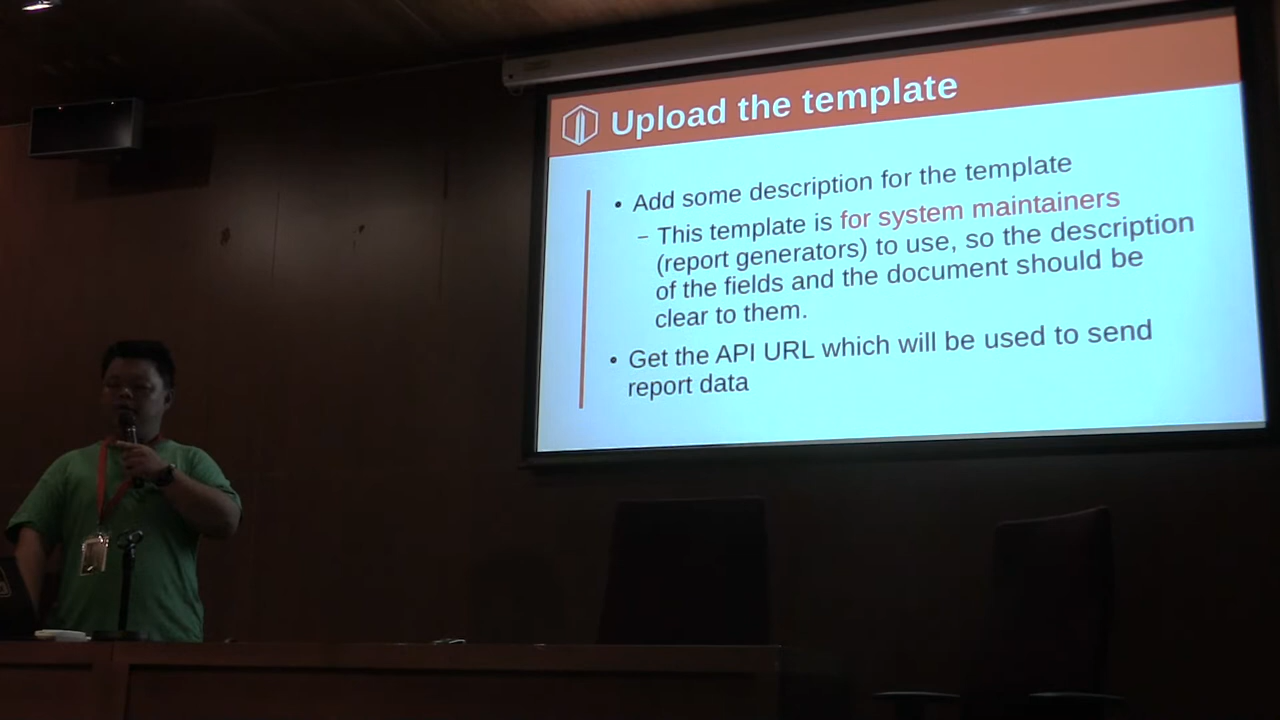 Upload the template
• Add some description for the template
– This template is for system maintainers
(report generators) to use, so the description
of the fields and the document should be
clear to them.
• Get the API URL which will be used to send
report data